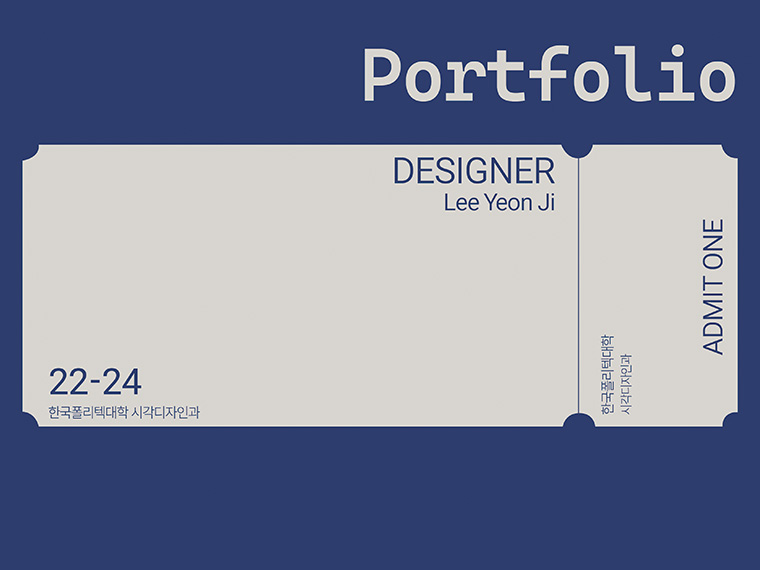 Portfolio
DESIGNER
Lee Yeon Ji
22-24
한국폴리텍대학 시각디자인과
한국폴리텍대학
시각디자인과
ADMIT ONE